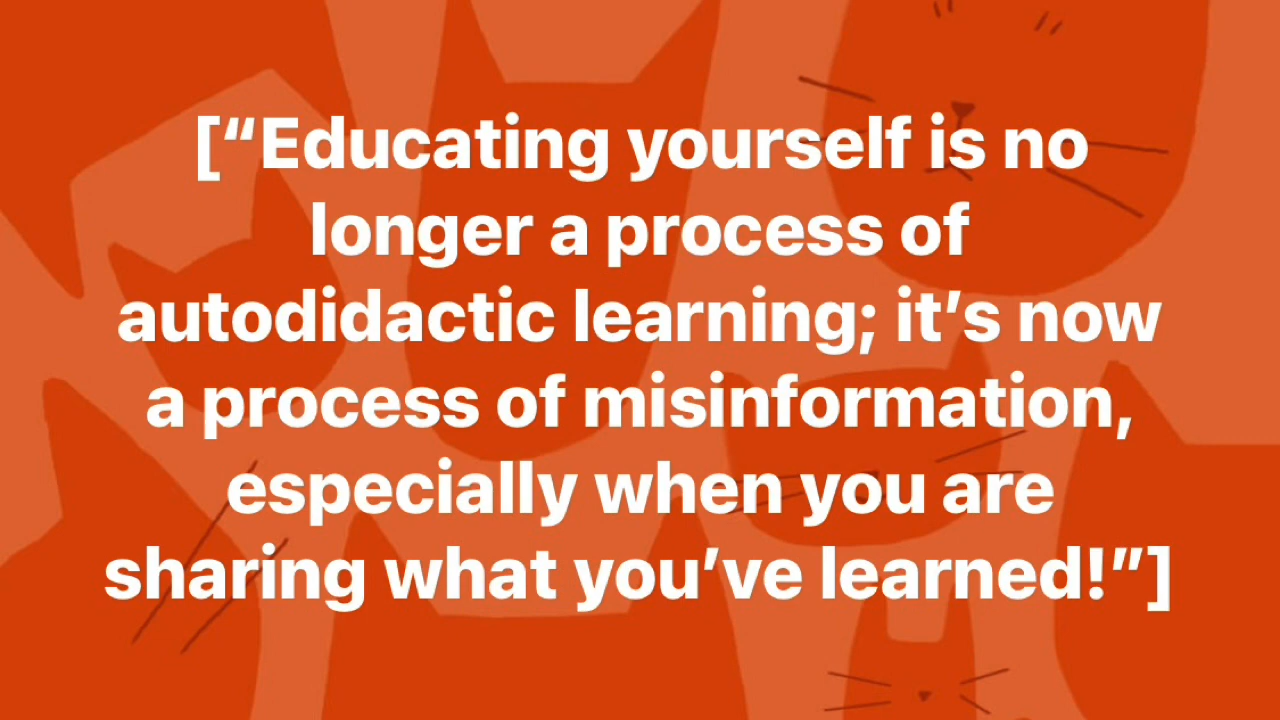 [“Educating yourself is no
longer a process of
autodidactic learning; it’s now
a process of misinformation,
especially when you are
sharing what you’ve learned!”]